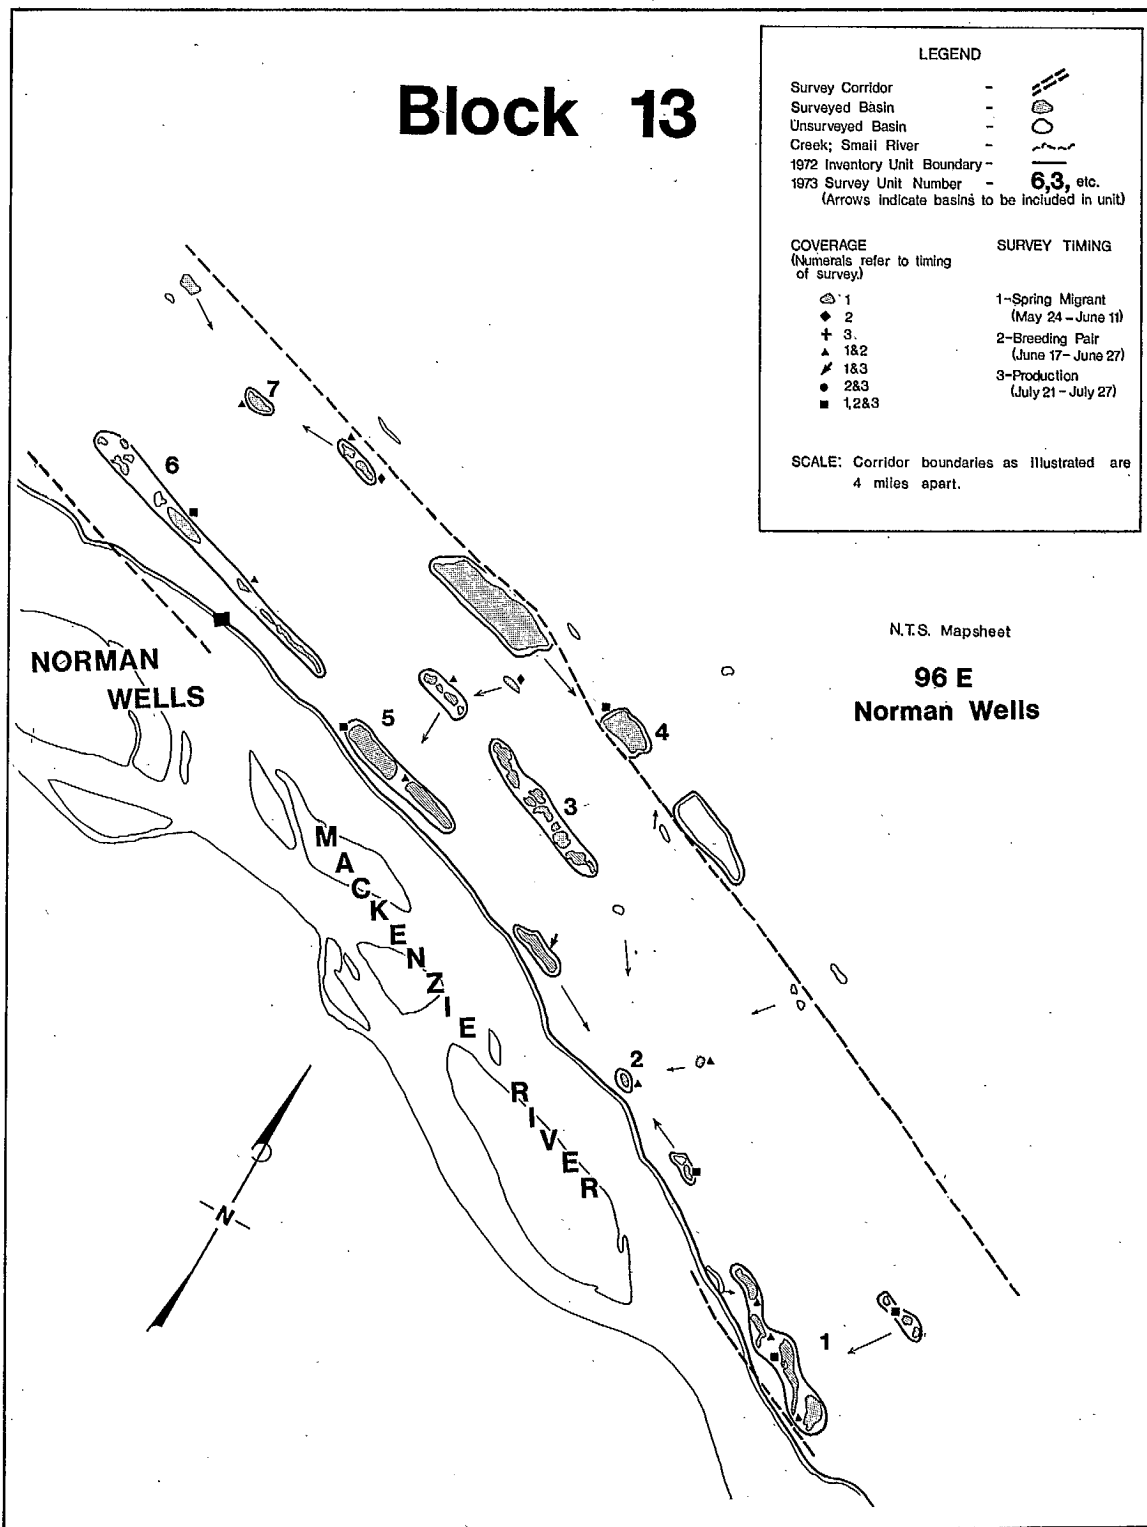 Block 13
LEGEND
Survey Corridor -
Surveyed Basin -
Unsurveyed Basin -
Creek; Small River -
1972 Inventory Unit Boundary -
1973 Survey Unit Number - 6,3, etc.
(Arrows indicate basins to be included in unit)
COVERAGE
(Numerals refer to timing
of survey.)
1
2
3.
1&2
1&3
2&3
1,2&3
SURVEY TIMING
1-Spring Migrant
(May 24-June 11)
2-Breeding Pair
(June 17-June 27)
3-Production
(July 21-July 27)
SCALE: Corridor boundaries as illustrated are
4 miles apart.
N.T.S. Mapsheet
96 E
Norman Wells
7
6
NORMAN
WELLS
5
4
3
MACKENZIE
RIVER
2
1
N